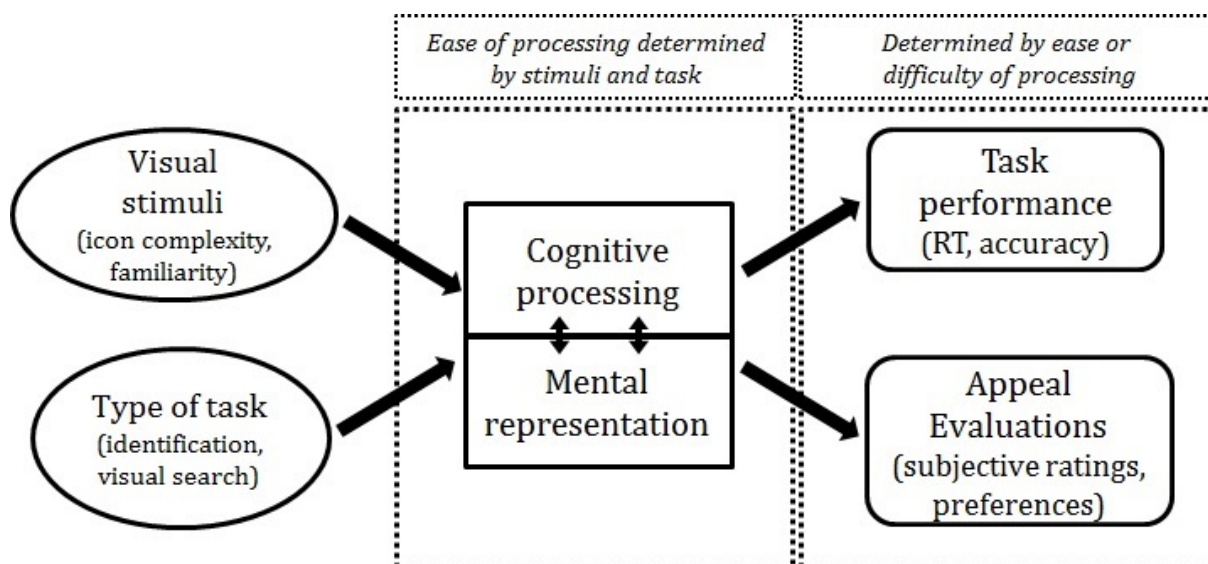 Ease of processing determined
by stimuli and task
Determined by ease or
difficulty of processing
Visual
stimuli
(icon complexity,
familiarity)
Type of task
(identification,
visual search)
Cognitive
processing
Mental
representation
Task
performance
(RT, accuracy)
Appeal
Evaluations
(subjective ratings,
preferences)